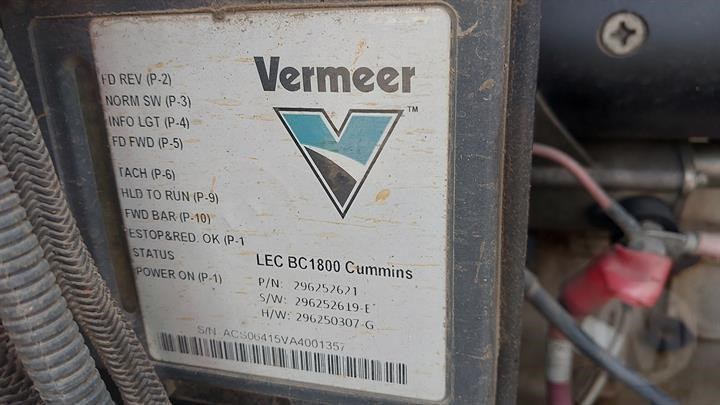 Vermeer
™
FD REV (P-2)
NORM SW (P-3)
INFO LGT (P-4)
FD FWD (P-5)
TACH (P-6)
HLD TO RUN (P-9)
FWD BAR (P-10)
ESTOP&RED. OK (P-1
STATUS
POWER ON (P-1)
LEC BC1800 Cummins
P/N: 296252621
S/W: 296252619-E
H/W: 296250307-G
S/N: ACS06415VA4001357